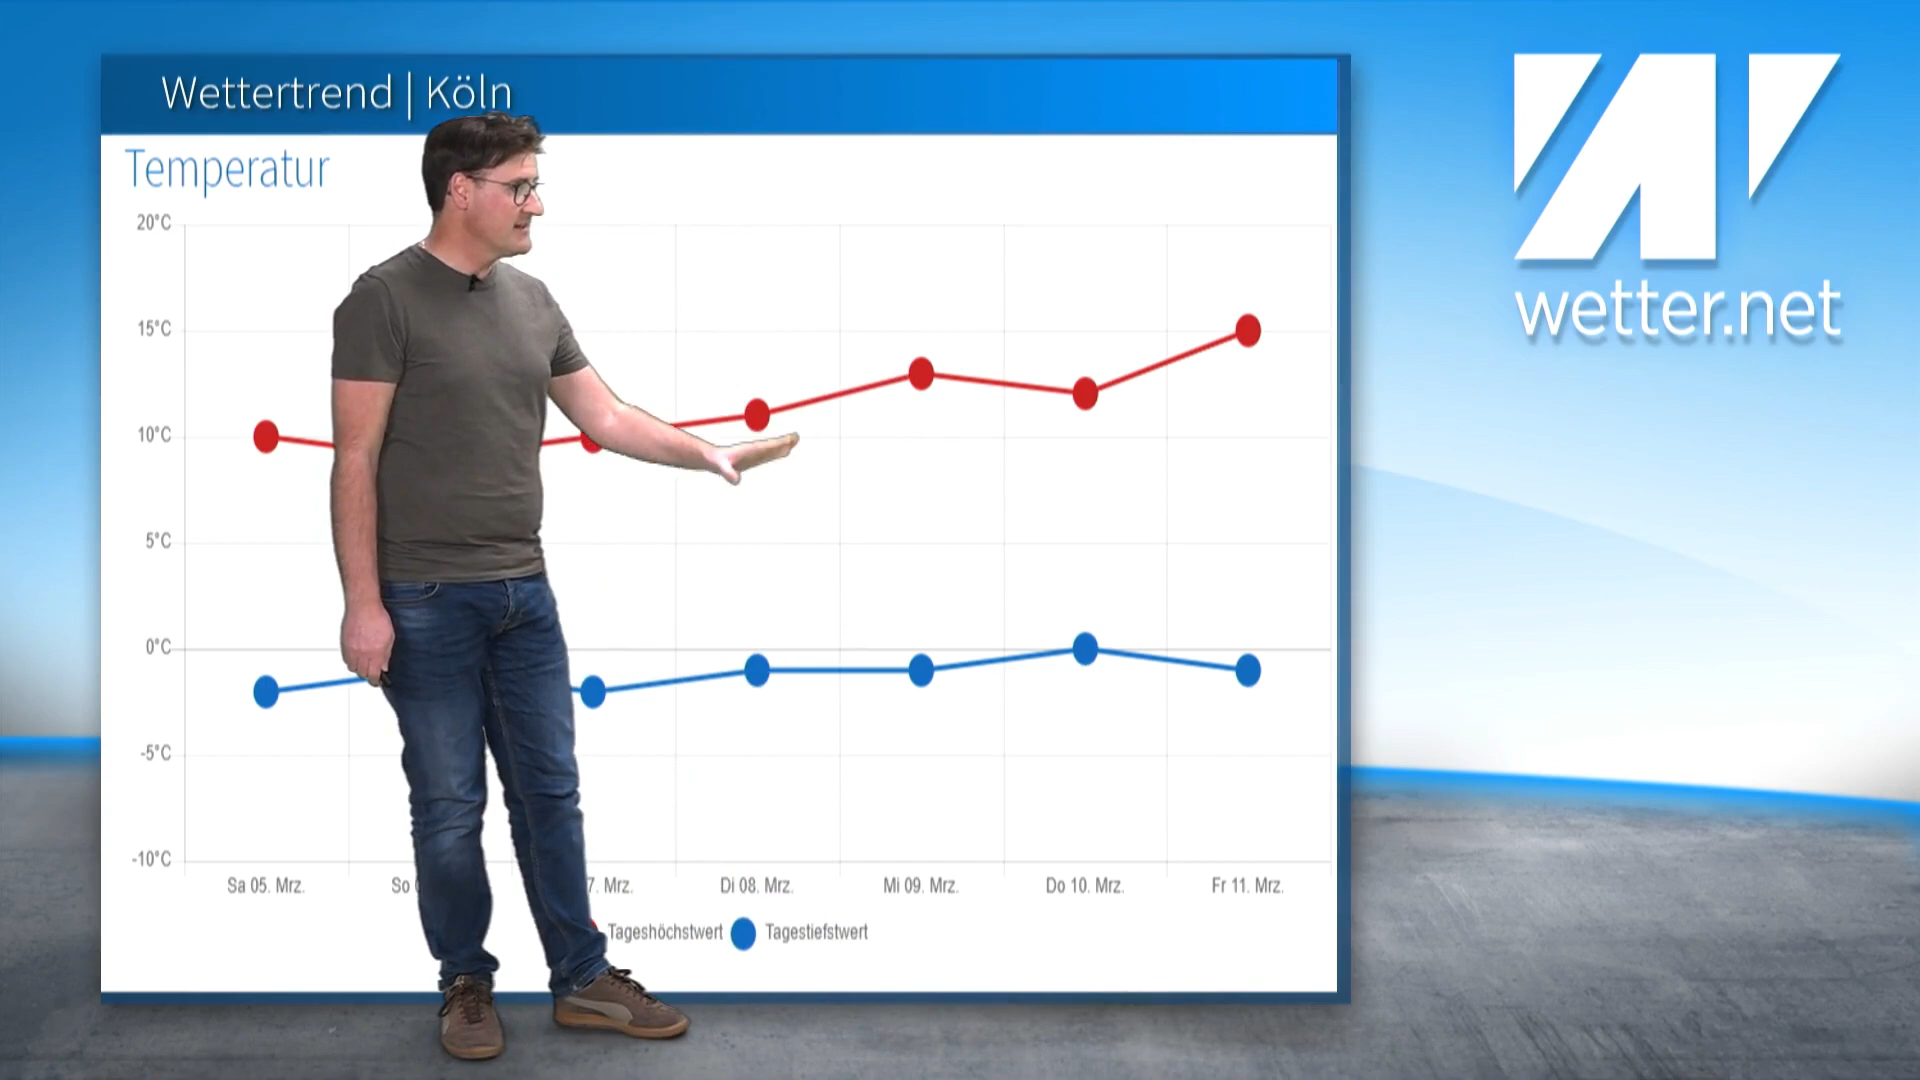 Wettertrend | Köln
Temperatur
20°C
15°C
10°C
5°C
0°C
-5°C
-10°C
Sa 05. Mrz. So 7. Mrz. Di 08. Mrz. Mi 09. Mrz. Do 10. Mrz. Fr 11. Mrz.
Tageshöchstwert Tagestiefstwert
wetter.net